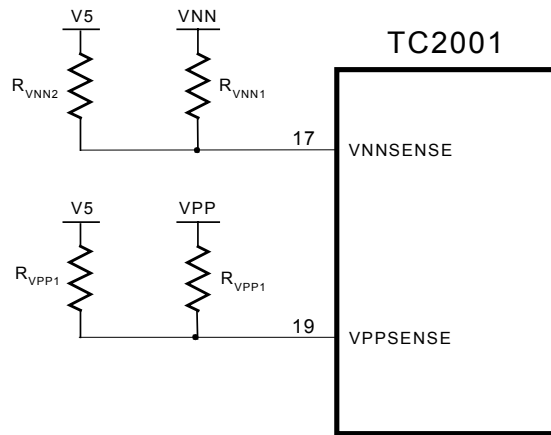 V5 VNN
TC2001
R_VNN2 R_VNN1
17 VNNSENSE
V5 VPP
R_VPP1 R_VPP1
19 VPPSENSE